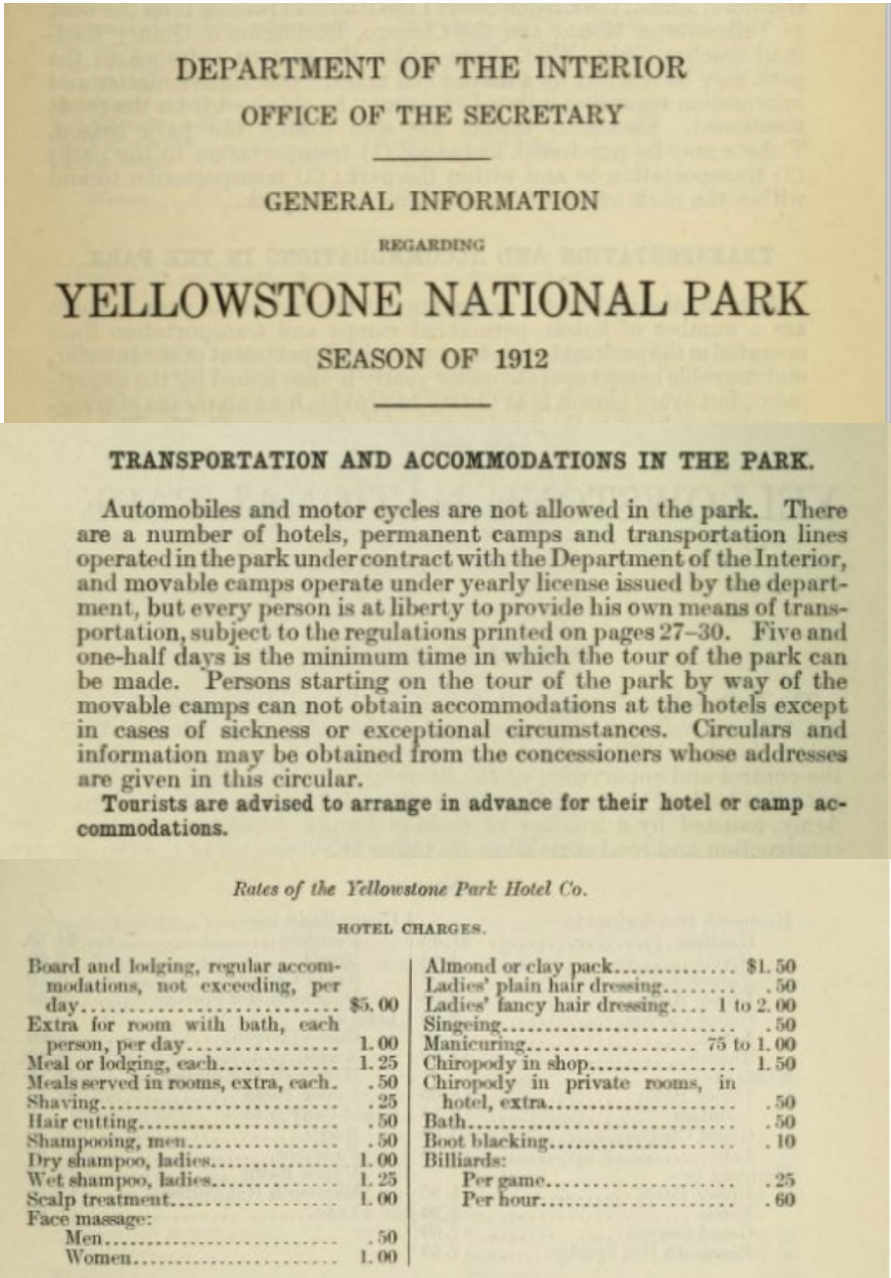 DEPARTMENT OF THE INTERIOR
OFFICE OF THE SECRETARY
GENERAL INFORMATION
REGARDING
YELLOWSTONE NATIONAL PARK
SEASON OF 1912
TRANSPORTATION AND ACCOMMODATIONS IN THE PARK.
Automobiles and motor cycles are not allowed in the park. There
are a number of hotels, permanent camps and transportation lines
operated in the park under contract with the Department of the Interior,
and movable camps operate under yearly license issued by the depart-
ment, but every person is at liberty to provide his own means of trans-
portation, subject to the regulations printed on pages 27–30. Five and
one-half days is the minimum time in which the tour of the park can
be made. Persons starting on the tour of the park by way of the
movable camps can not obtain accommodations at the hotels except
in cases of sickness or exceptional circumstances. Circulars and
information may be obtained from the concessioners whose addresses
are given in this circular.
Tourists are advised to arrange in advance for their hotel or camp ac-
commodations.
Rates of the Yellowstone Park Hotel Co.
HOTEL CHARGES.
Board and lodging, regular accom-
modations, not exceeding, per
day............................ $5.00
Extra for room with bath, each
person, per day................ 1.00
Meal or lodging, each............. 1.25
Meals served in rooms, extra, each. .50
Shaving.......................... .25
Hair cutting...................... .50
Shampooing, men................ .50
Dry shampoo, ladies.............. 1.00
Wet shampoo, ladies.............. 1.25
Scalp treatment................... 1.00
Face massage:
Men.......................... .50
Women....................... 1.00
Almond or clay pack.............. $1.50
Ladies' plain hair dressing........ .50
Ladies' fancy hair dressing.... 1 to 2.00
Singeing............................ .50
Manicuring.................... 75 to 1.00
Chiropody in shop................. 1.50
Chiropody in private rooms, in
hotel, extra...................... .50
Bath................................ .50
Boot blacking...................... .10
Billiards:
Per game........................ .25
Per hour......................... .60